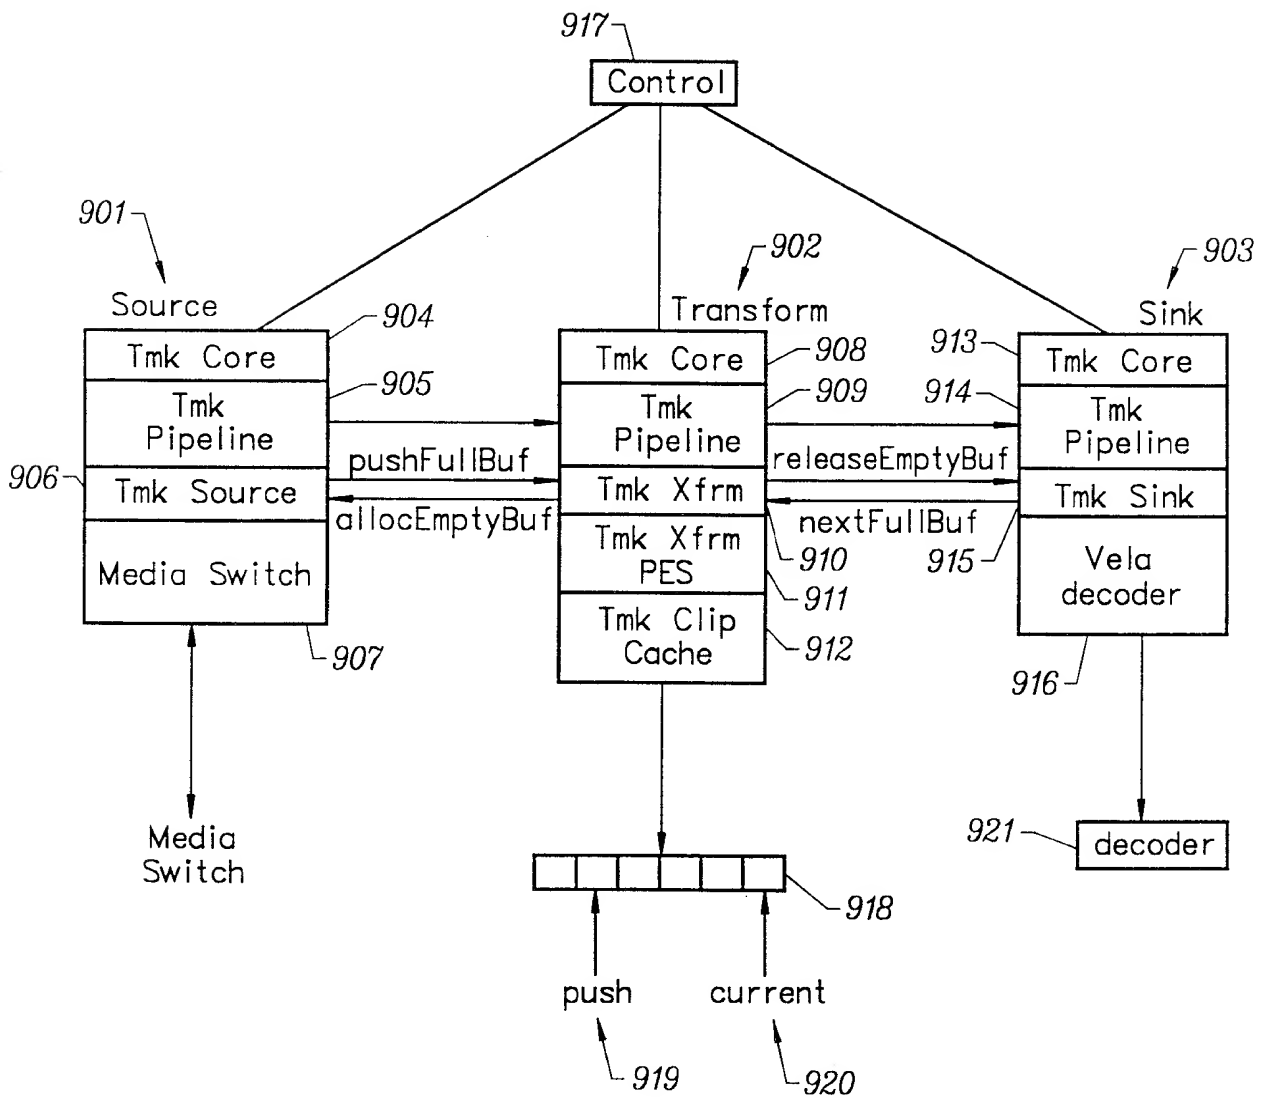 917
Control
901
902
903
Source
Transform
Sink
904
Tmk Core
905
Tmk
Pipeline
906
Tmk Source
Media Switch
907
pushFullBuf
allocEmptyBuf
Tmk Core
908
Tmk
Pipeline
909
Tmk Xfrm
910
Tmk Xfrm
PES
911
Tmk Clip
Cache
912
releaseEmptyBuf
nextFullBuf
913
Tmk Core
914
Tmk
Pipeline
Tmk Sink
915
Vela
decoder
916
Media
Switch
921
decoder
918
push
current
919
920